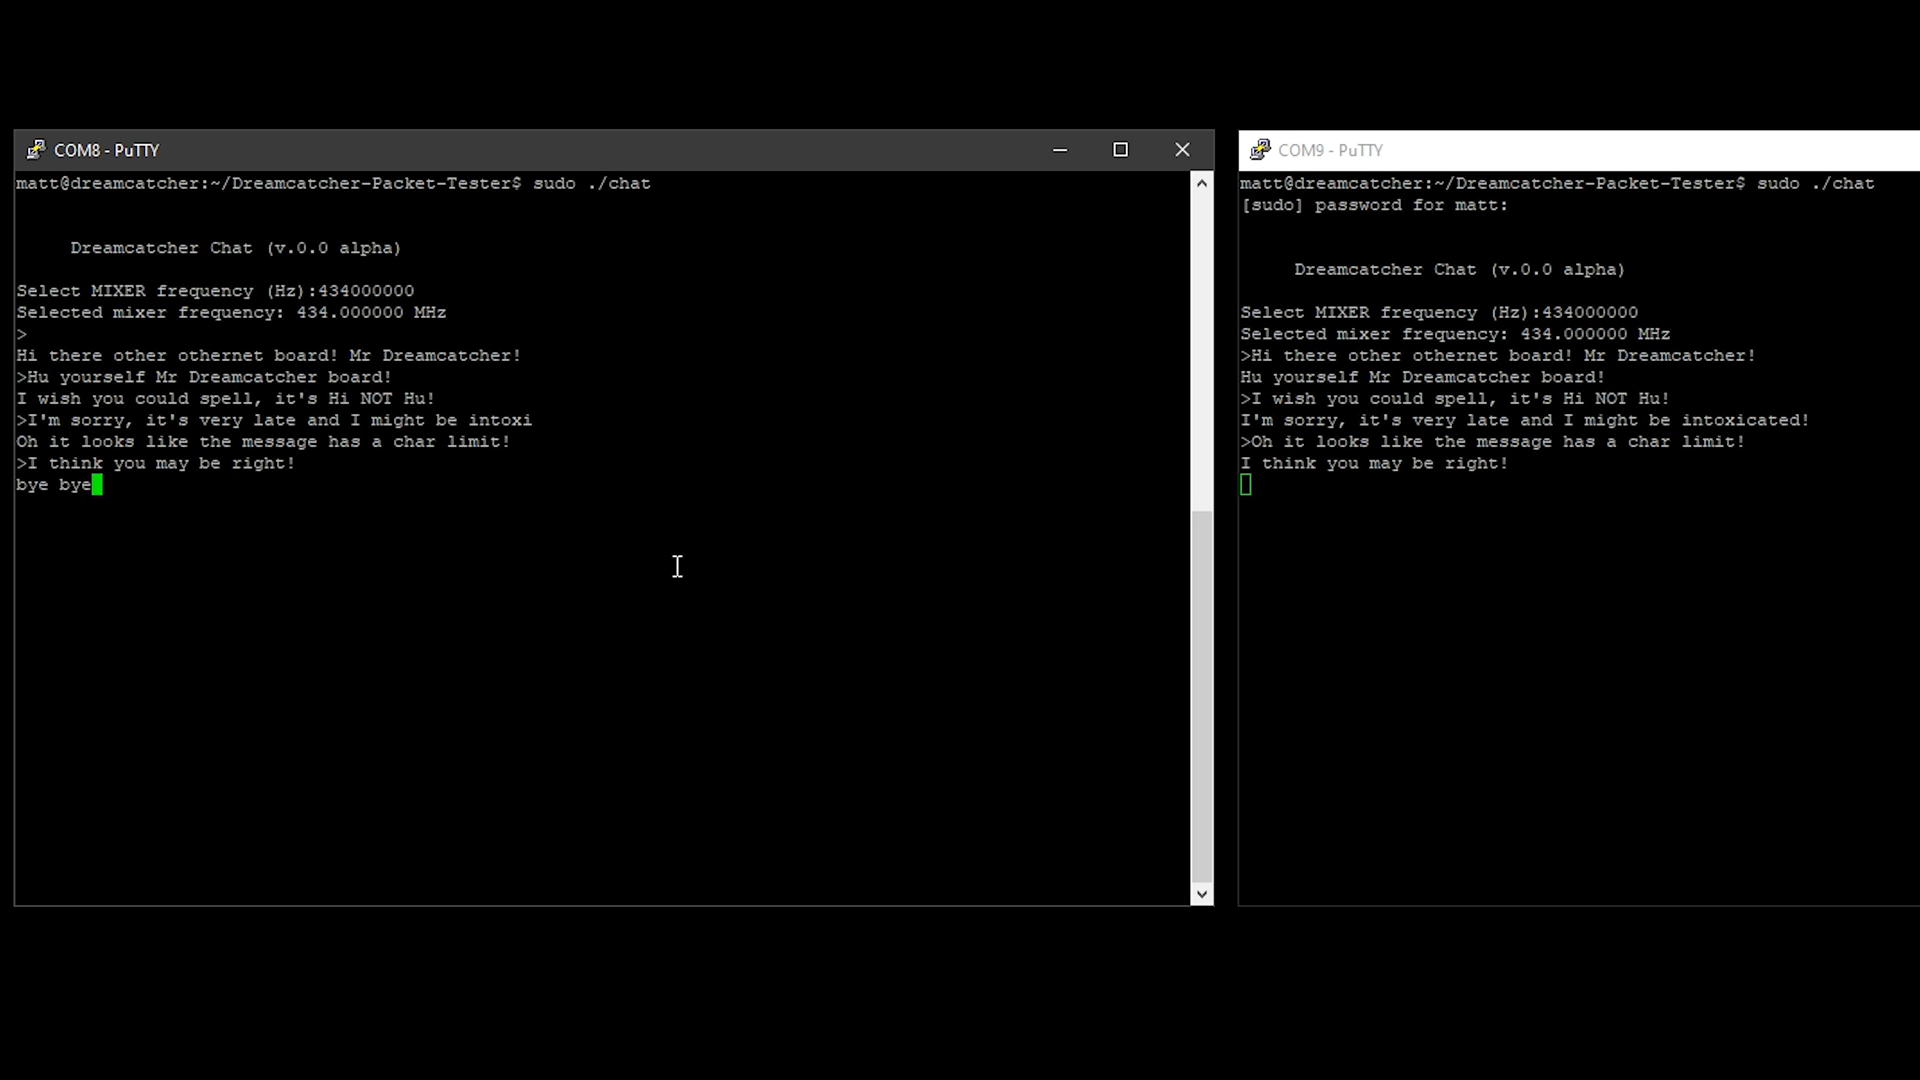 COM8 - PuTTY
matt@dreamcatcher:~/Dreamcatcher-Packet-Tester$ sudo ./chat
Dreamcatcher Chat (v.0.0 alpha)
Select MIXER frequency (Hz):434000000
Selected mixer frequency: 434.000000 MHz
>
Hi there other othernet board! Mr Dreamcatcher!
>Hu yourself Mr Dreamcatcher board!
I wish you could spell, it's Hi NOT Hu!
>I'm sorry, it's very late and I might be intoxi
Oh it looks like the message has a char limit!
>I think you may be right!
bye bye
COM9 - PuTTY
matt@dreamcatcher:~/Dreamcatcher-Packet-Tester$ sudo ./chat
[sudo] password for matt:
Dreamcatcher Chat (v.0.0 alpha)
Select MIXER frequency (Hz):434000000
Selected mixer frequency: 434.000000 MHz
>Hi there other othernet board! Mr Dreamcatcher!
Hu yourself Mr Dreamcatcher board!
>I wish you could spell, it's Hi NOT Hu!
I'm sorry, it's very late and I might be intoxicated!
>Oh it looks like the message has a char limit!
I think you may be right!